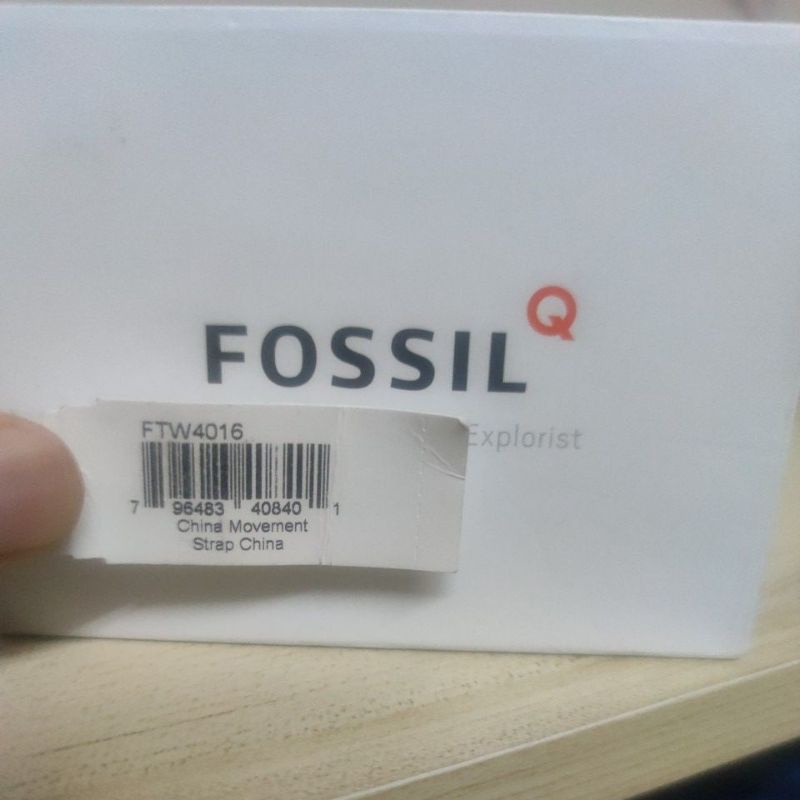 FOSSIL Q
Explorist
FTW4016
7 96483 40840 1
China Movement
Strap China